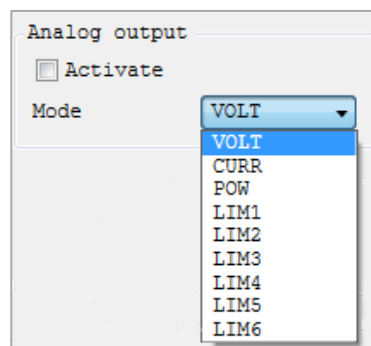 Analog output
Activate
Mode VOLT
VOLT
CURR
POW
LIM1
LIM2
LIM3
LIM4
LIM5
LIM6